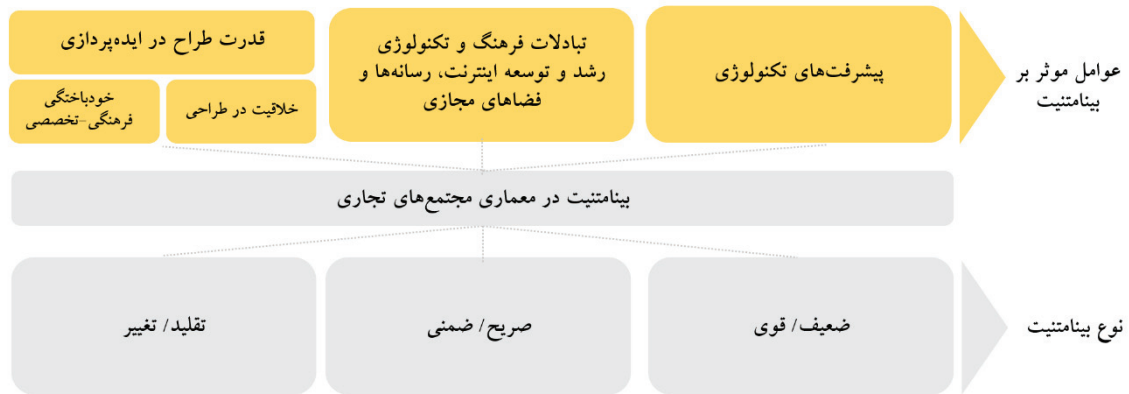 عوامل موثر بر
بینامتنیت
پیشرفت‌های تکنولوژی
تبادلات فرهنگ و تکنولوژی
رشد و توسعه اینترنت، رسانه‌ها و
فضاهای مجازی
قدرت طراح در ایده‌پردازی
خلاقیت در طراحی
خودباختگی
فرهنگی-تخصصی
بینامتنیت در معماری مجتمع‌های تجاری
نوع بینامتنیت
ضعیف/ قوی
صریح/ ضمنی
تقلید/ تغییر